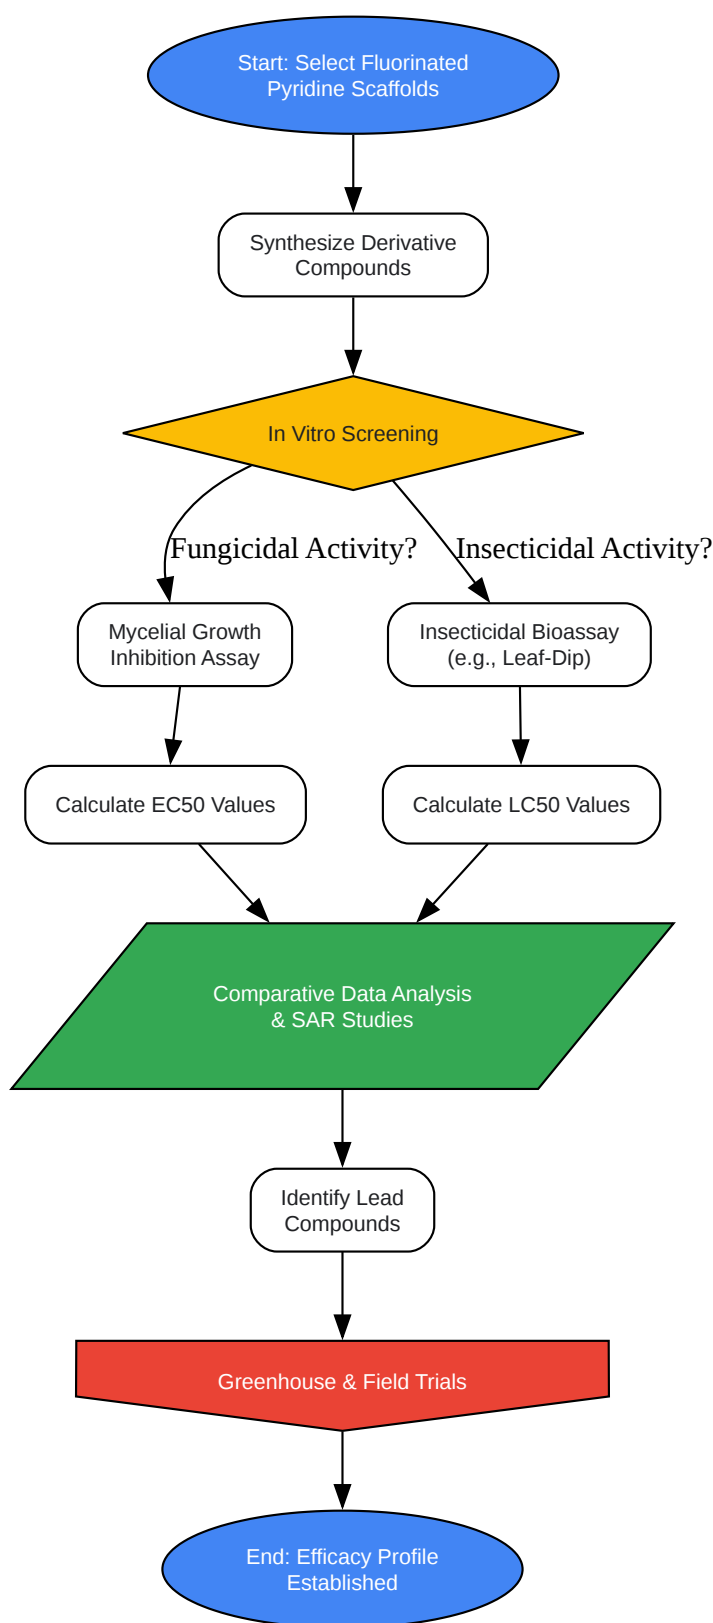 Start: Select Fluorinated
Pyridine Scaffolds
Synthesize Derivative
Compounds
In Vitro Screening
Fungicidal Activity?
Insecticidal Activity?
Mycelial Growth
Inhibition Assay
Insecticidal Bioassay
(e.g., Leaf-Dip)
Calculate EC50 Values
Calculate LC50 Values
Comparative Data Analysis
& SAR Studies
Identify Lead
Compounds
Greenhouse & Field Trials
End: Efficacy Profile
Established